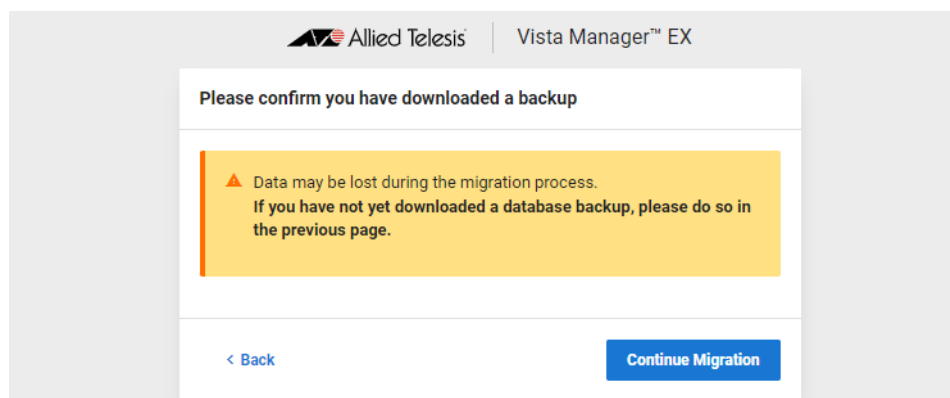 Allied Telesis Vista Manager™ EX
Please confirm you have downloaded a backup
Data may be lost during the migration process.
If you have not yet downloaded a database backup, please do so in
the previous page.
< Back Continue Migration